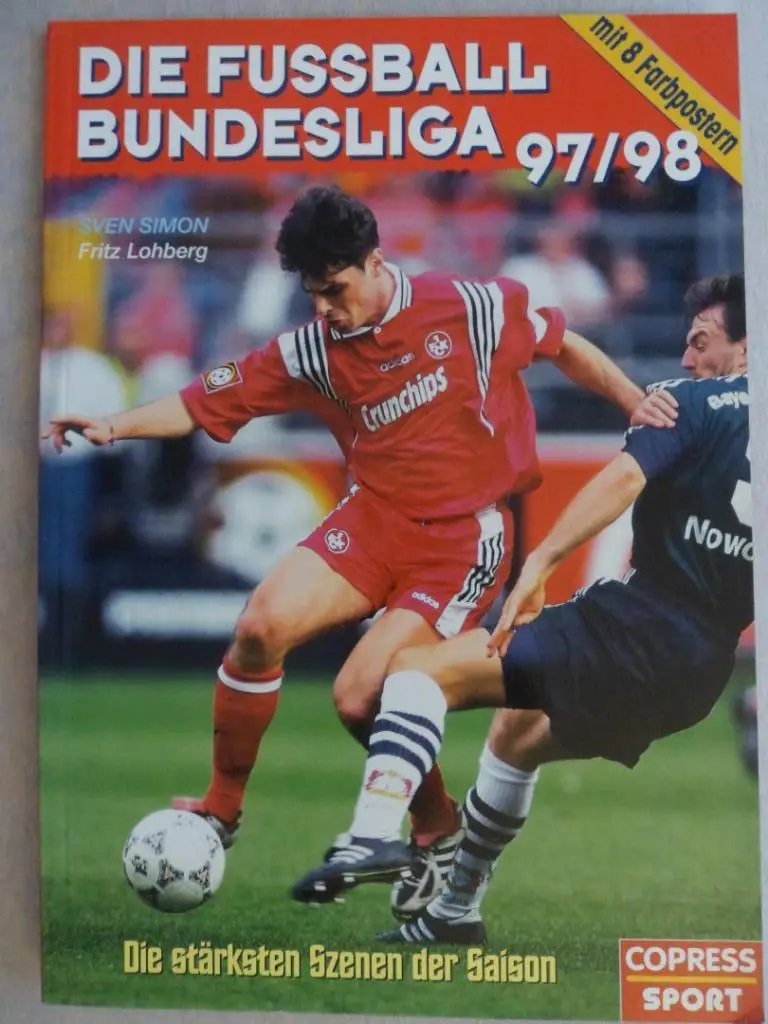 DIE FUSSBALL
BUNDESLIGA 97/98
mit 8 Farbpostern
SVEN SIMON
Fritz Lohberg
adidas
Crunchips
adidas
Baye
Nowo
Die stärksten Szenen der Saison
COPRESS
SPORT